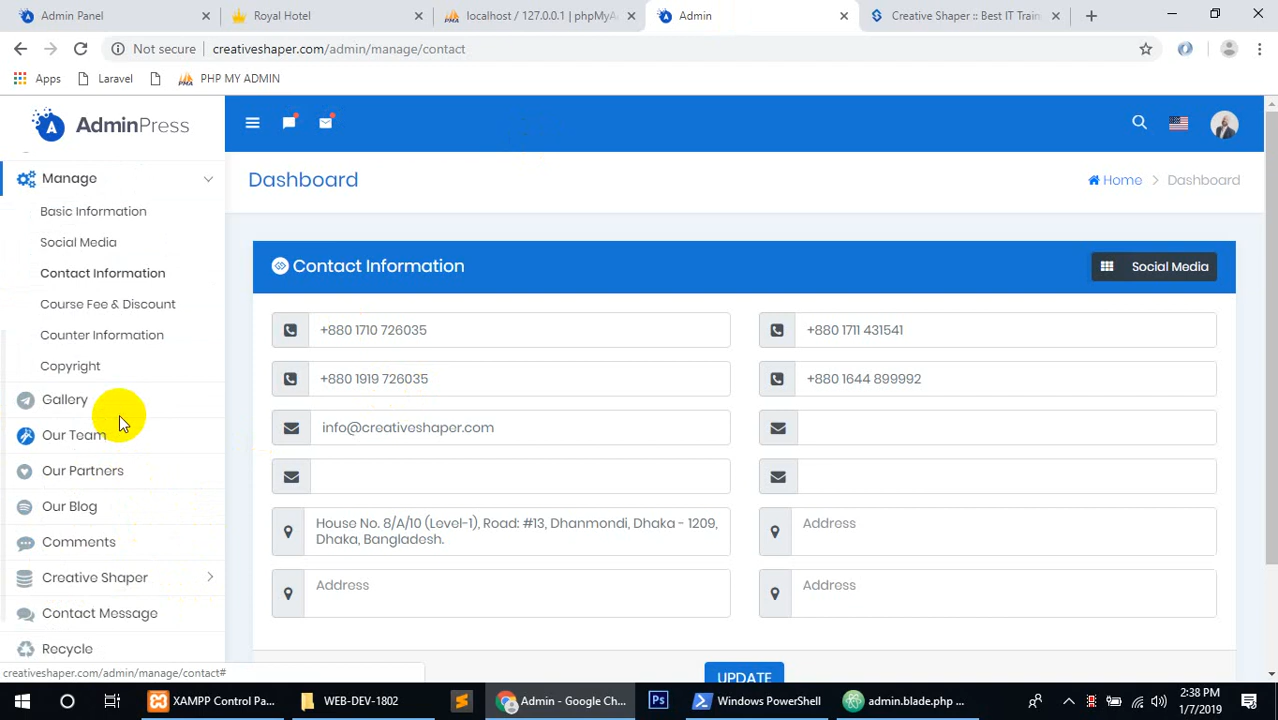 Admin Panel
Royal Hotel
localhost / 127.0.0.1 | phpMyA
Admin
Creative Shaper :: Best IT Train
Not secure
creativeshaper.com/admin/manage/contact
Apps
Laravel
PHP MY ADMIN
AdminPress
Manage
Basic Information
Social Media
Contact Information
Course Fee & Discount
Counter Information
Copyright
Gallery
Our Team
Our Partners
Our Blog
Comments
Creative Shaper
Contact Message
Recycle
Dashboard
Home > Dashboard
Contact Information
Social Media
+880 1710 726035
+880 1711 431541
+880 1919 726035
+880 1644 899992
info@creativeshaper.com
House No. 8/A/10 (Level-1), Road: #13, Dhanmondi, Dhaka - 1209,
Dhaka, Bangladesh.
Address
Address
Address
UPDATE
creativeshaper.com/admin/manage/contact#
XAMPP Control Pa...
WEB-DEV-1802
Admin - Google Ch...
Windows PowerShell
admin.blade.php ...
2:38 PM
1/7/2019